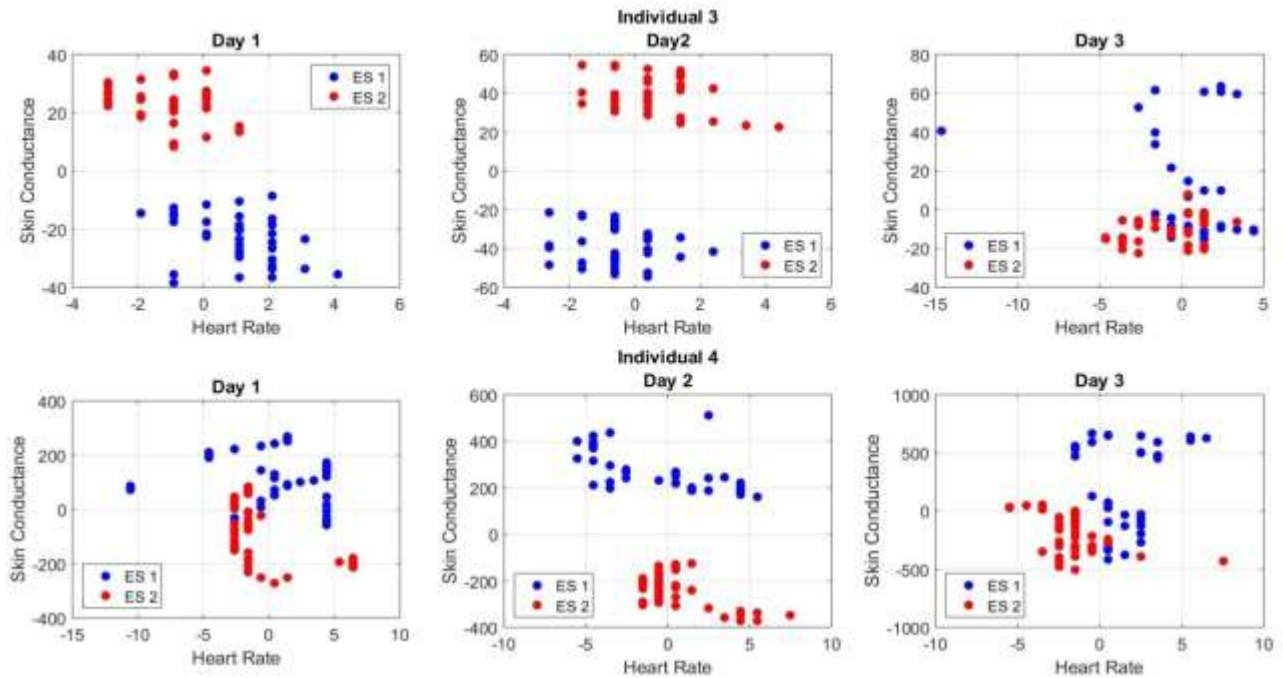 Individual 3
Day 1
Day2
Day 3
Skin Conductance
40
20
0
-20
-40
-4 -2 0 2 4 6
Heart Rate
ES 1
ES 2
Skin Conductance
60
40
20
0
-20
-40
-60
-4 -2 0 2 4 6
Heart Rate
ES 1
ES 2
Skin Conductance
80
60
40
20
0
-20
-40
-15 -10 -5 0 5
Heart Rate
ES 1
ES 2
Individual 4
Day 1
Day 2
Day 3
Skin Conductance
400
200
0
-200
-400
-15 -10 -5 0 5 10
Heart Rate
ES 1
ES 2
Skin Conductance
600
400
200
0
-200
-400
-10 -5 0 5 10
Heart Rate
ES 1
ES 2
Skin Conductance
1000
500
0
-500
-1000
-10 -5 0 5 10
Heart Rate
ES 1
ES 2